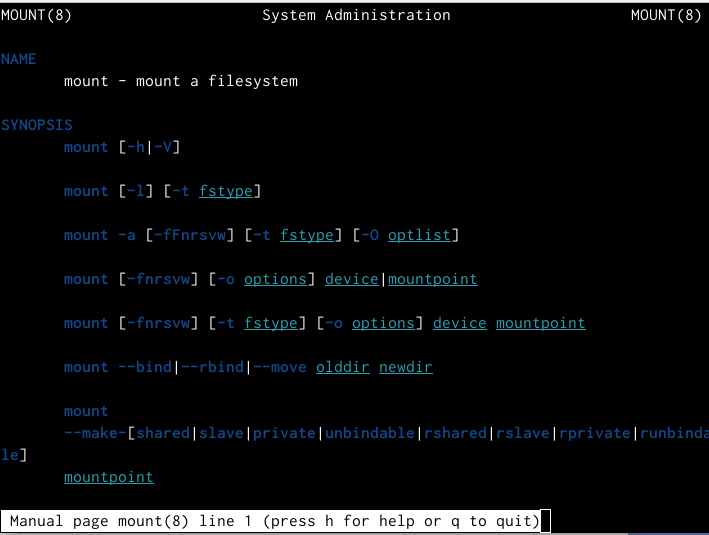 MOUNT(8) System Administration MOUNT(8)
NAME
mount - mount a filesystem
SYNOPSIS
mount [-h|-V]
mount [-l] [-t fstype]
mount -a [-fFnrsvw] [-t fstype] [-O optlist]
mount [-fnrsvw] [-o options] device|mountpoint
mount [-fnrsvw] [-t fstype] [-o options] device mountpoint
mount --bind|--rbind|--move olddir newdir
mount
--make-[shared|slave|private|unbindable|rshared|rslave|rprivate|runbinda
le]
mountpoint
Manual page mount(8) line 1 (press h for help or q to quit)